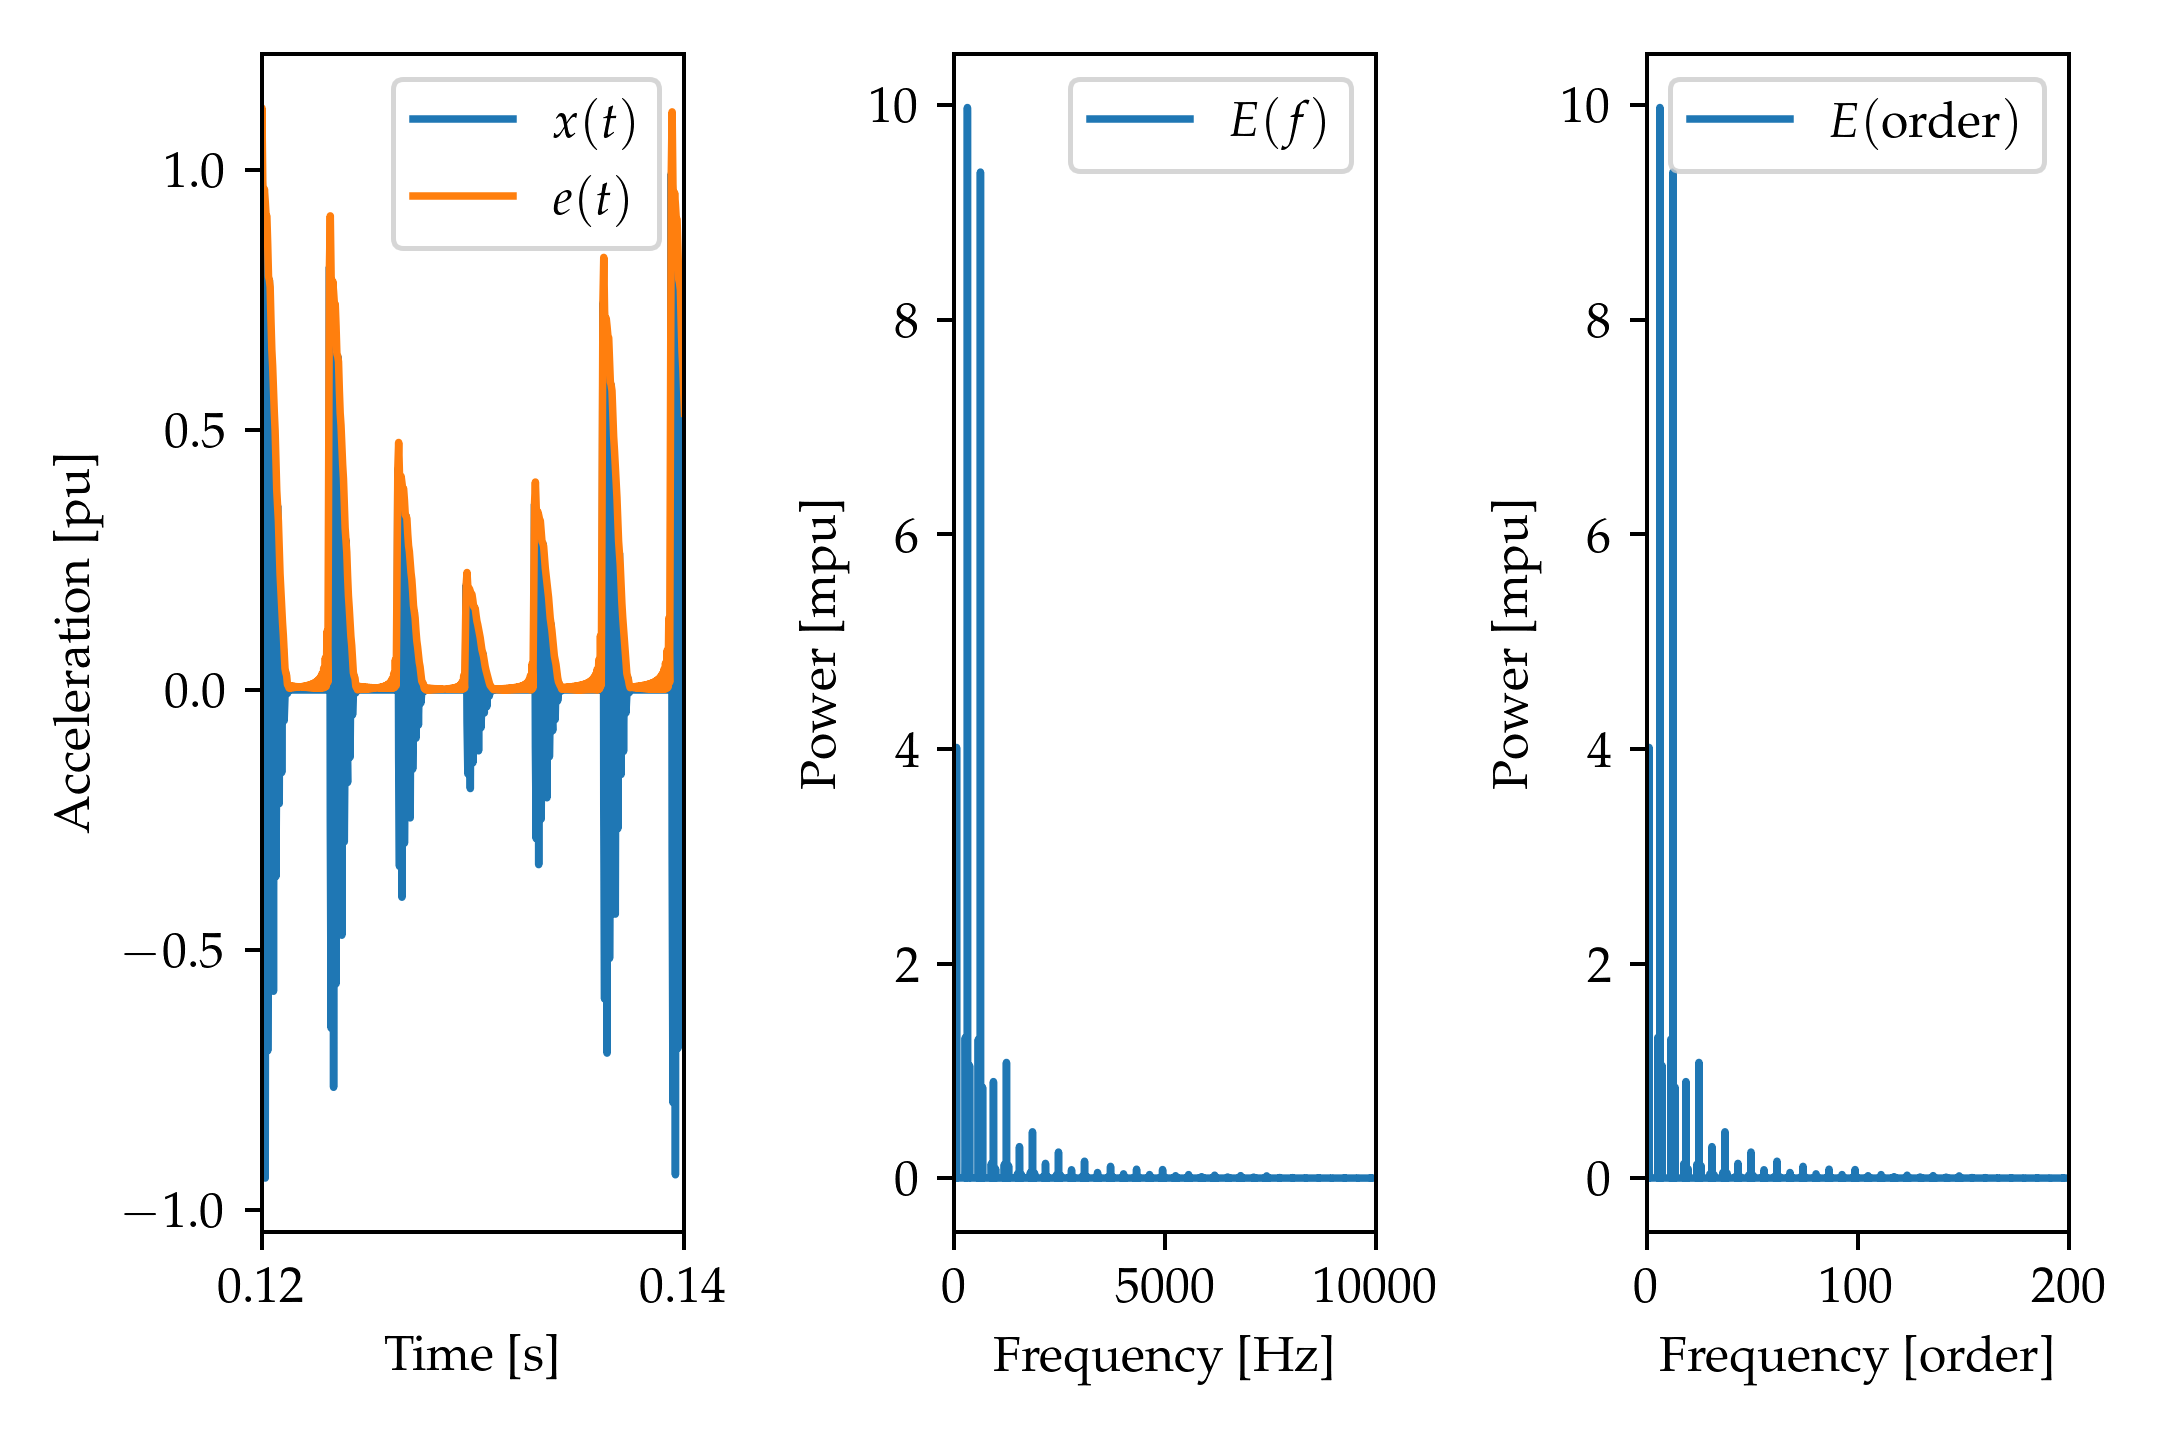 x(t)
e(t)
1.0
0.5
0.0
−0.5
−1.0
Acceleration [pu]
0.12 0.14
Time [s]
E(f)
10
8
6
4
2
0
Power [mpu]
0 5000 10000
Frequency [Hz]
E(order)
10
8
6
4
2
0
Power [mpu]
0 100 200
Frequency [order]